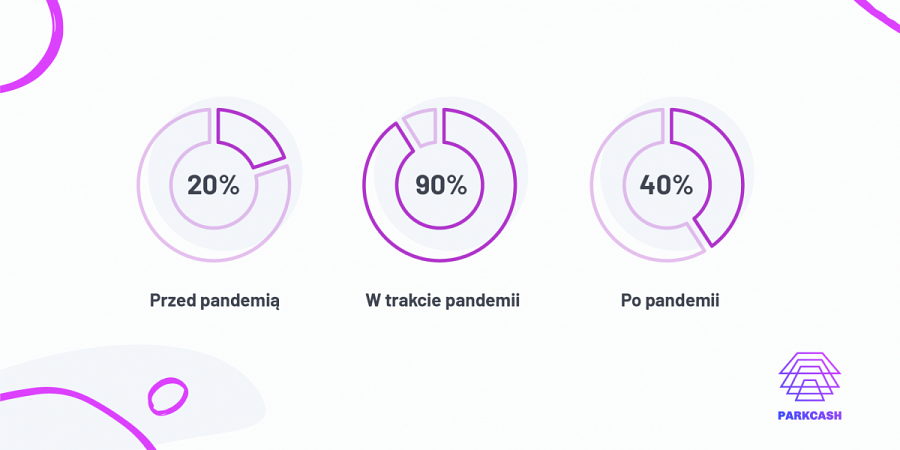 20%
90%
40%
Przed pandemią
W trakcie pandemii
Po pandemii
PARKCASH